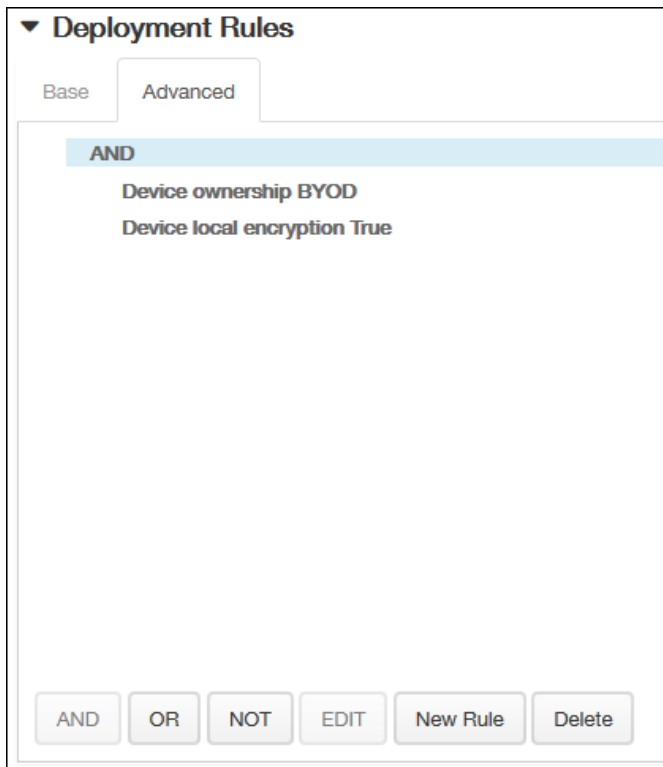 Deployment Rules
Base Advanced
AND
Device ownership BYOD
Device local encryption True
AND OR NOT EDIT New Rule Delete